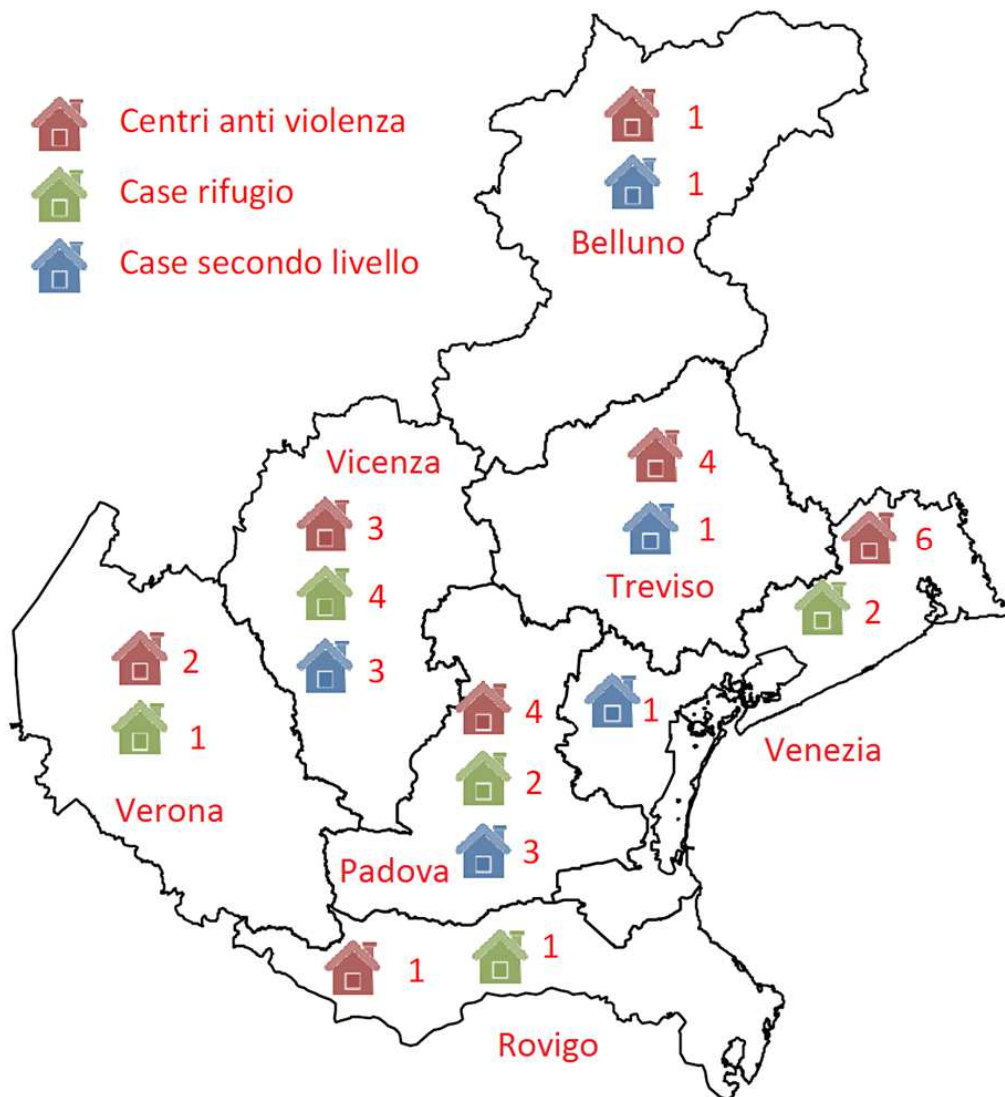 Centri anti violenza
Case rifugio
Case secondo livello
1
1
Belluno
Vicenza
3
4
3
4
1
Treviso
6
2
1
Venezia
2
1
Verona
4
2
3
Padova
1
1
Rovigo